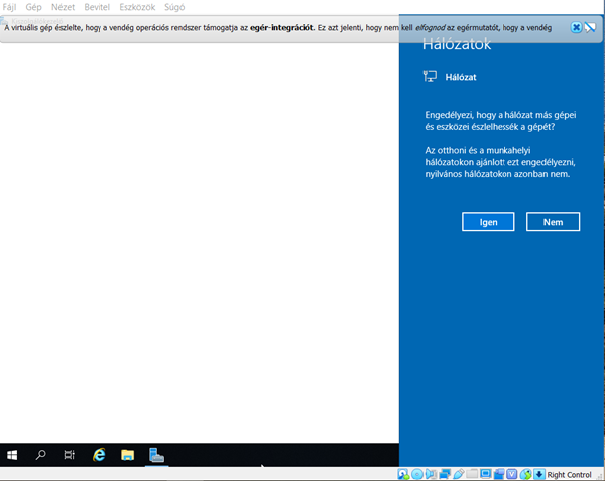 Fájl Gép Nézet Bevitel Eszközök Súgó
A virtuális gép észlelte, hogy a vendég operációs rendszer támogatja az egér-integrációt. Ez azt jelenti, hogy nem kell elfognod az egérmutatót, hogy a vendég
Hálózatok
Hálózat
Engedélyezi, hogy a hálózat más gépei
és eszközei észlelhessék a gépét?
Az otthoni és a munkahelyi
hálózatokon ajánlott ezt engedélyezni,
nyilvános hálózatokon azonban nem.
Igen Nem
Right Control